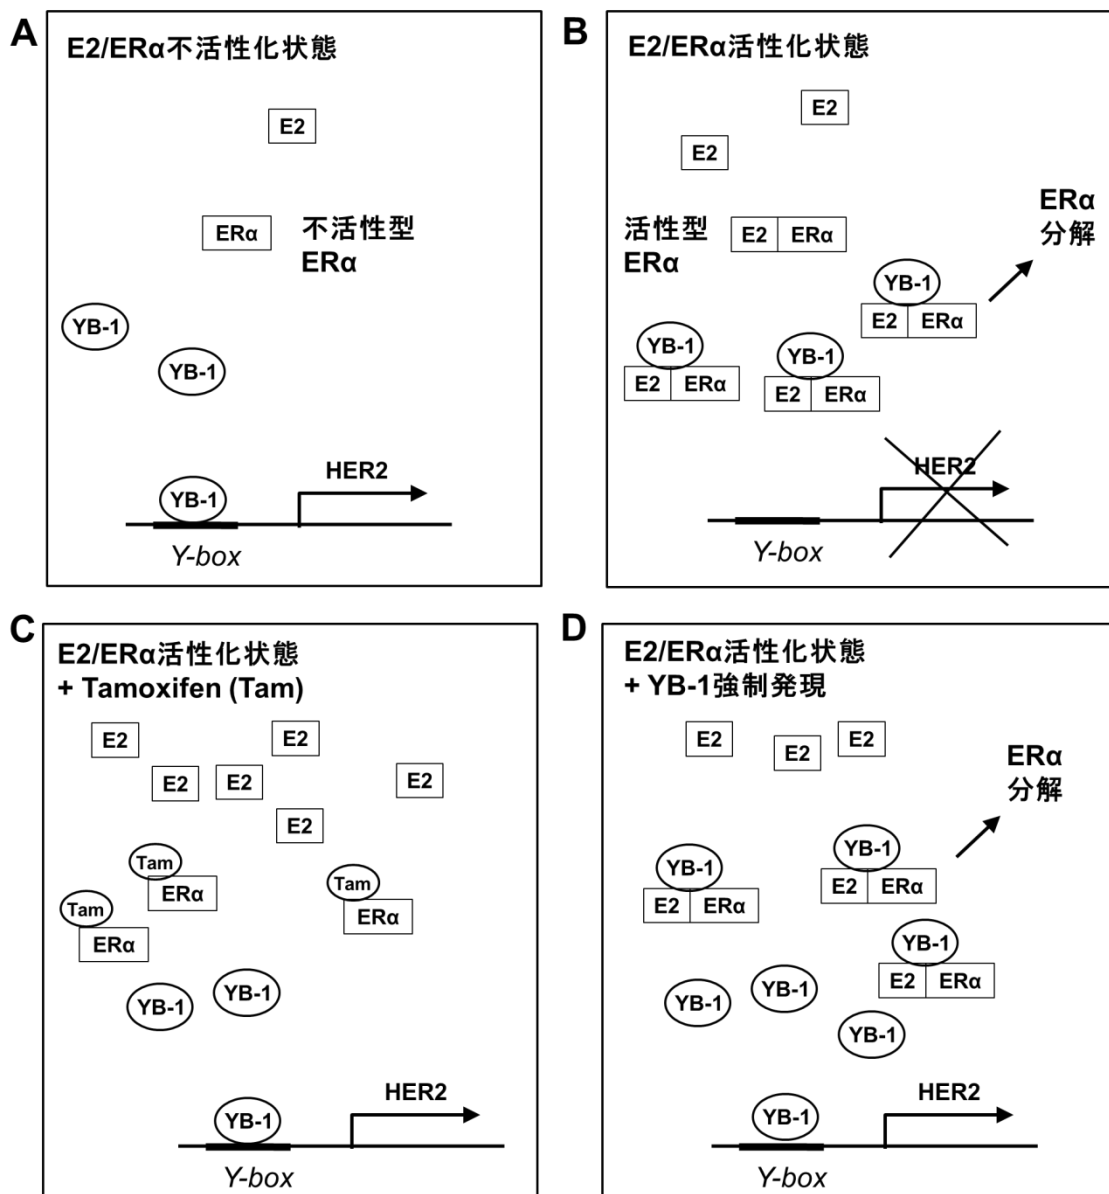 A
E2/ERα不活性化状態
E2
ERα
不活性型
ERα
YB-1
YB-1
HER2
YB-1
Y-box
B
E2/ERα活性化状態
E2
E2
ERα
分解
活性型
ERα
E2 ERα
YB-1
E2 ERα
YB-1
E2 ERα
YB-1
E2 ERα
HER2
Y-box
C
E2/ERα活性化状態
+ Tamoxifen (Tam)
E2
E2
E2
E2
E2
E2
Tam
ERα
Tam
ERα
Tam
ERα
YB-1
YB-1
HER2
YB-1
Y-box
D
E2/ERα活性化状態
+ YB-1強制発現
E2
E2
E2
ERα
分解
YB-1
E2 ERα
YB-1
E2 ERα
YB-1
E2 ERα
YB-1
YB-1
YB-1
HER2
YB-1
Y-box